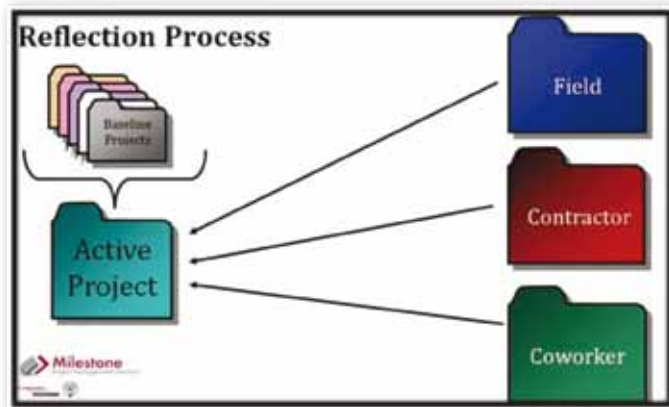 Reflection Process
Baseline
Projects
Active
Project
Field
Contractor
Coworker
Milestone